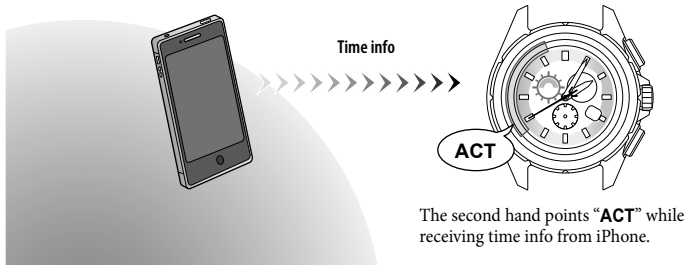 Time info
ACT
The second hand points “ACT” while
receiving time info from iPhone.